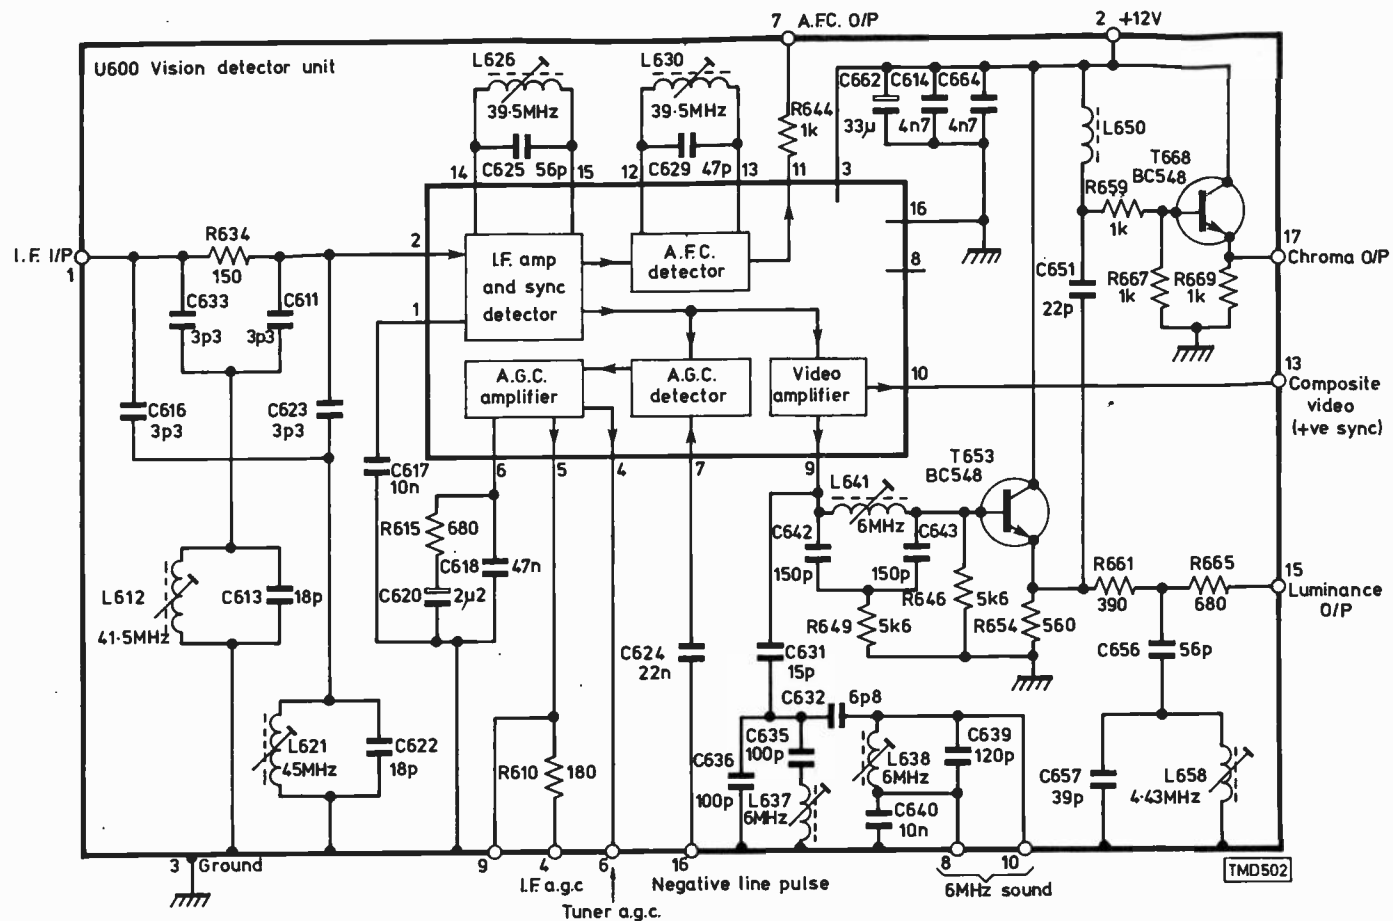 7 A.F.C. O/P
2 +12V
U600 Vision detector unit
L626
39·5MHz
C625 56p
14
15
L630
39·5MHz
C629 47p
12
13
R644
1k
11
C662
33µ
C614
4n7
C664
4n7
3
L650
T668
BC548
R659
1k
16
8
17
Chroma O/P
I.F. I/P
1
R634
150
2
C633
3p3
C611
3p3
1
I.F. amp
and sync
detector
A.F.C.
detector
C651
22p
R667
1k
R669
1k
A.G.C.
amplifier
A.G.C.
detector
Video
amplifier
10
13
Composite
video
(+ve sync)
C616
3p3
C623
3p3
C617
10n
6
5
4
7
9
T653
BC548
L641
6MHz
R615
680
C618
47n
C620
2µ2
C642
150p
C643
150p
R646
5k6
R649
5k6
R654
560
R661
390
R665
680
15
Luminance
O/P
L612
41·5MHz
C613
18p
C624
22n
C631
15p
C656
56p
C632
6p8
L621
45MHz
C622
18p
R610
180
C636
100p
C635
100p
L637
6MHz
L638
6MHz
C639
120p
C640
10n
C657
39p
L658
4·43MHz
3 Ground
9
4
6
16
8
10
I.F. a.g.c
Negative line pulse
6MHz sound
TMD502
Tuner a.g.c.